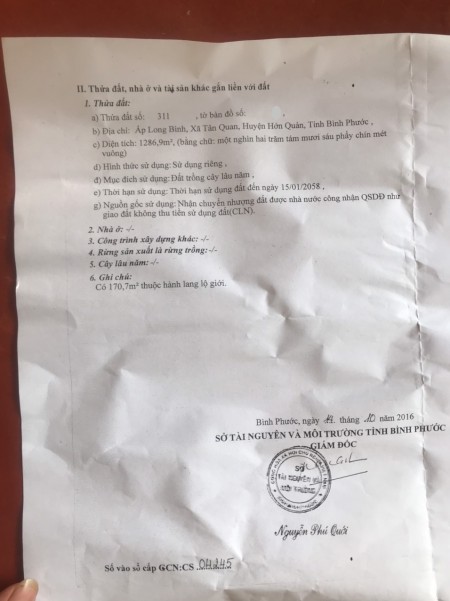 II. Thửa đất, nhà ở và tài sản khác gắn liền với đất
1. Thửa đất:
a) Thửa đất số: 311 , tờ bản đồ số: ,
b) Địa chỉ: Ấp Long Bình, Xã Tân Quan, Huyện Hớn Quản, Tỉnh Bình Phước ,
c) Diện tích: 1286,9m², (bằng chữ: một nghìn hai trăm tám mươi sáu phẩy chín mét
vuông)
d) Hình thức sử dụng: Sử dụng riêng ,
đ) Mục đích sử dụng: Đất trồng cây lâu năm ,
e) Thời hạn sử dụng: Thời hạn sử dụng đất đến ngày 15/01/2058 ,
g) Nguồn gốc sử dụng: Nhận chuyển nhượng đất được nhà nước công nhận QSDĐ như
giao đất không thu tiền sử dụng đất(CLN).
2. Nhà ở: -/-
3. Công trình xây dựng khác: -/-
4. Rừng sản xuất là rừng trồng:-/-
5. Cây lâu năm:-/-
6. Ghi chú:
Có 170,7m² thuộc hành lang lộ giới.
Bình Phước, ngày tháng 10 năm 2016
SỞ TÀI NGUYÊN VÀ MÔI TRƯỜNG TỈNH BÌNH PHƯỚC
GIÁM ĐỐC
SỞ
TÀI NGUYÊN VÀ
MÔI TRƯỜNG
Nguyễn Phú Quới
Số vào sổ cấp GCN:CS 04245